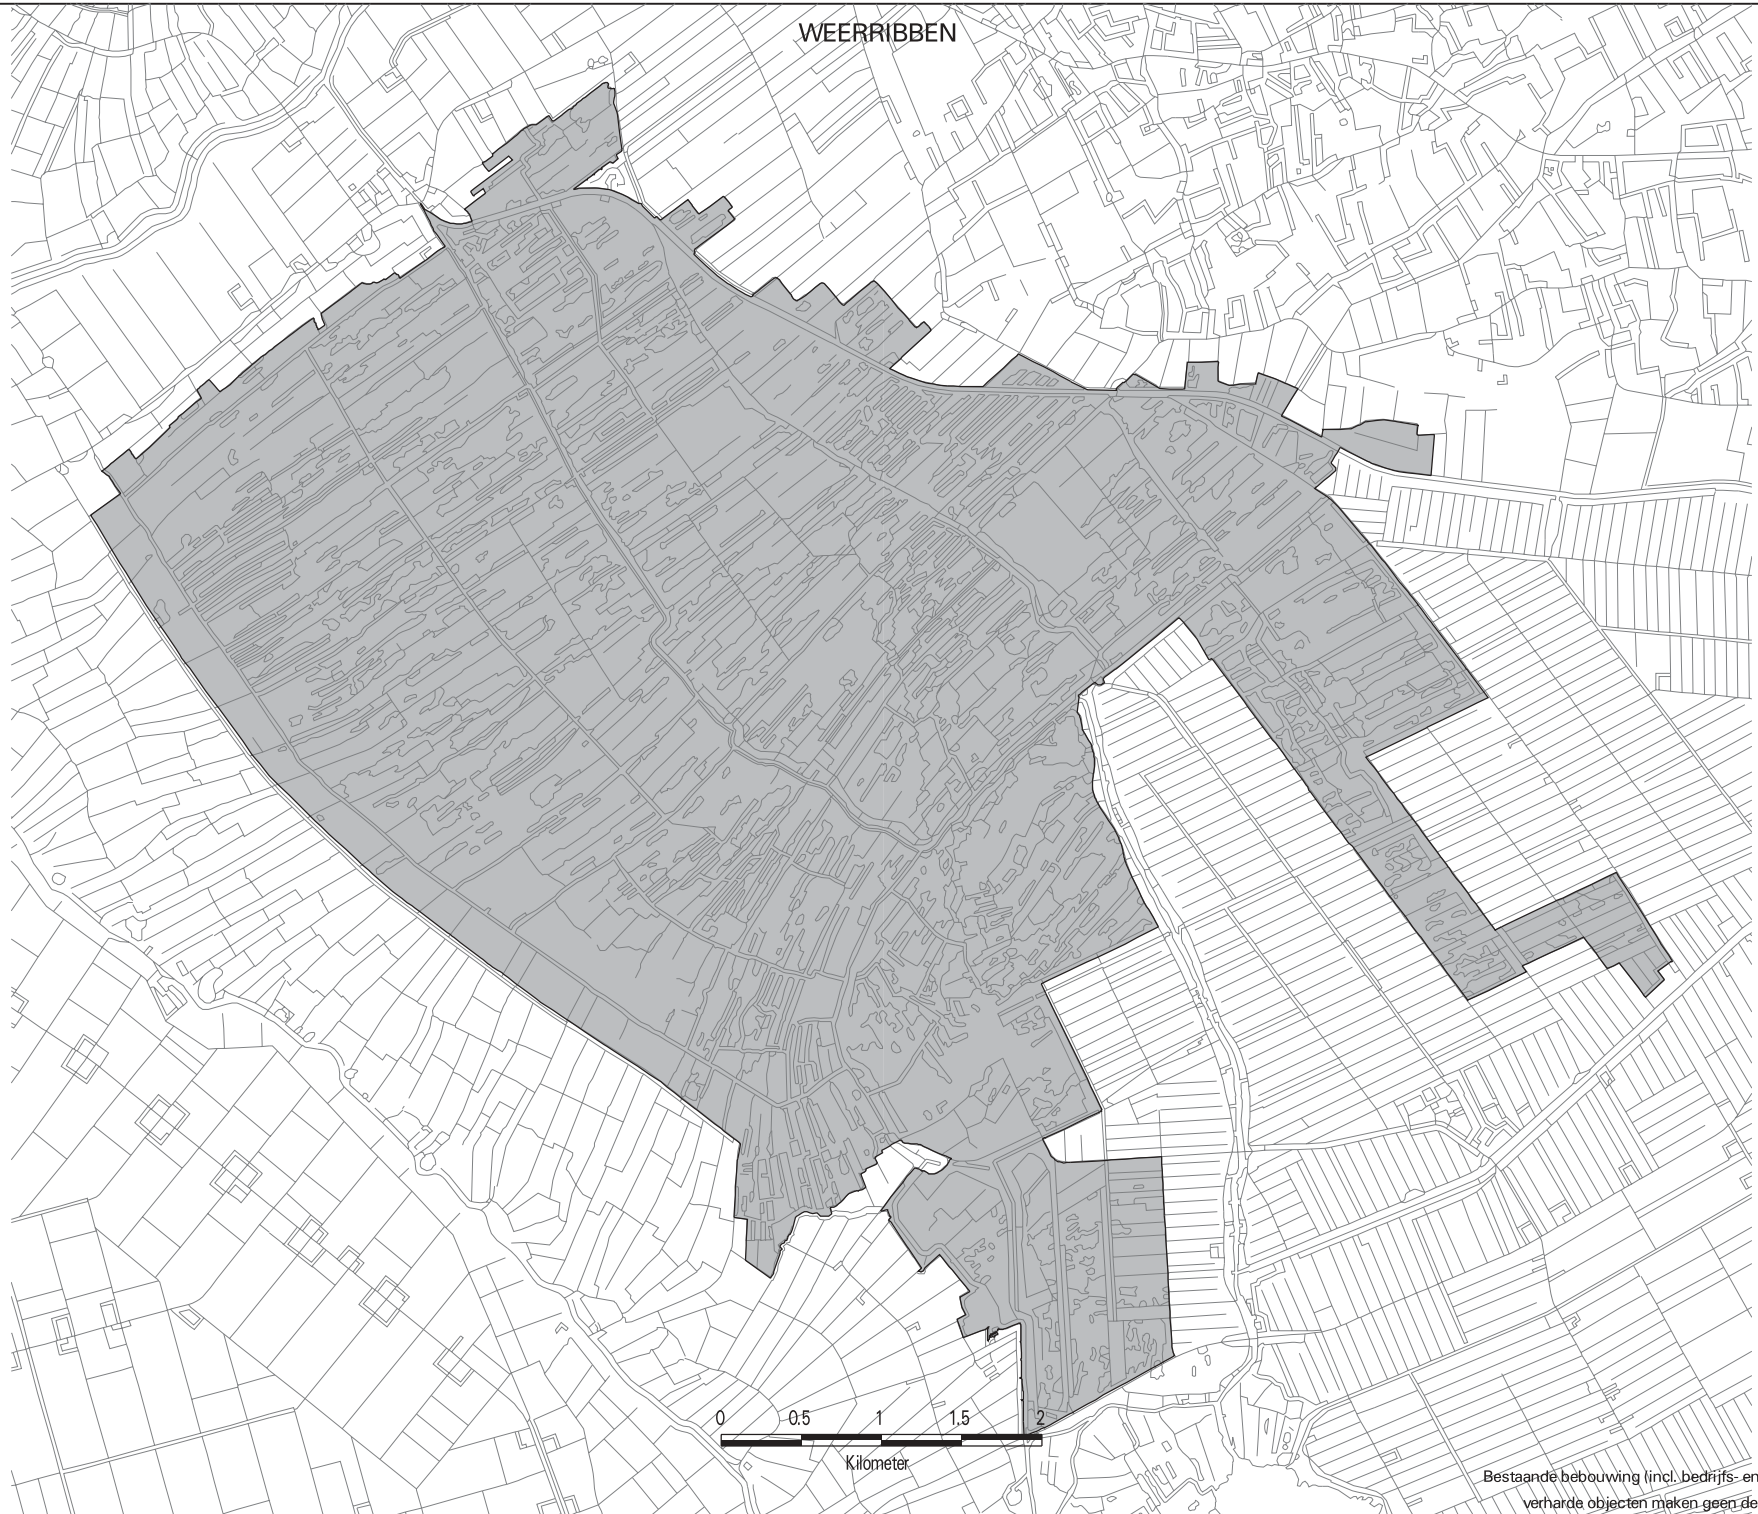 WEERRIBBEN
0 0.5 1 1.5 2
Kilometer
Bestaande bebouwing (incl. bedrijfs- en
verharde objecten maken geen de